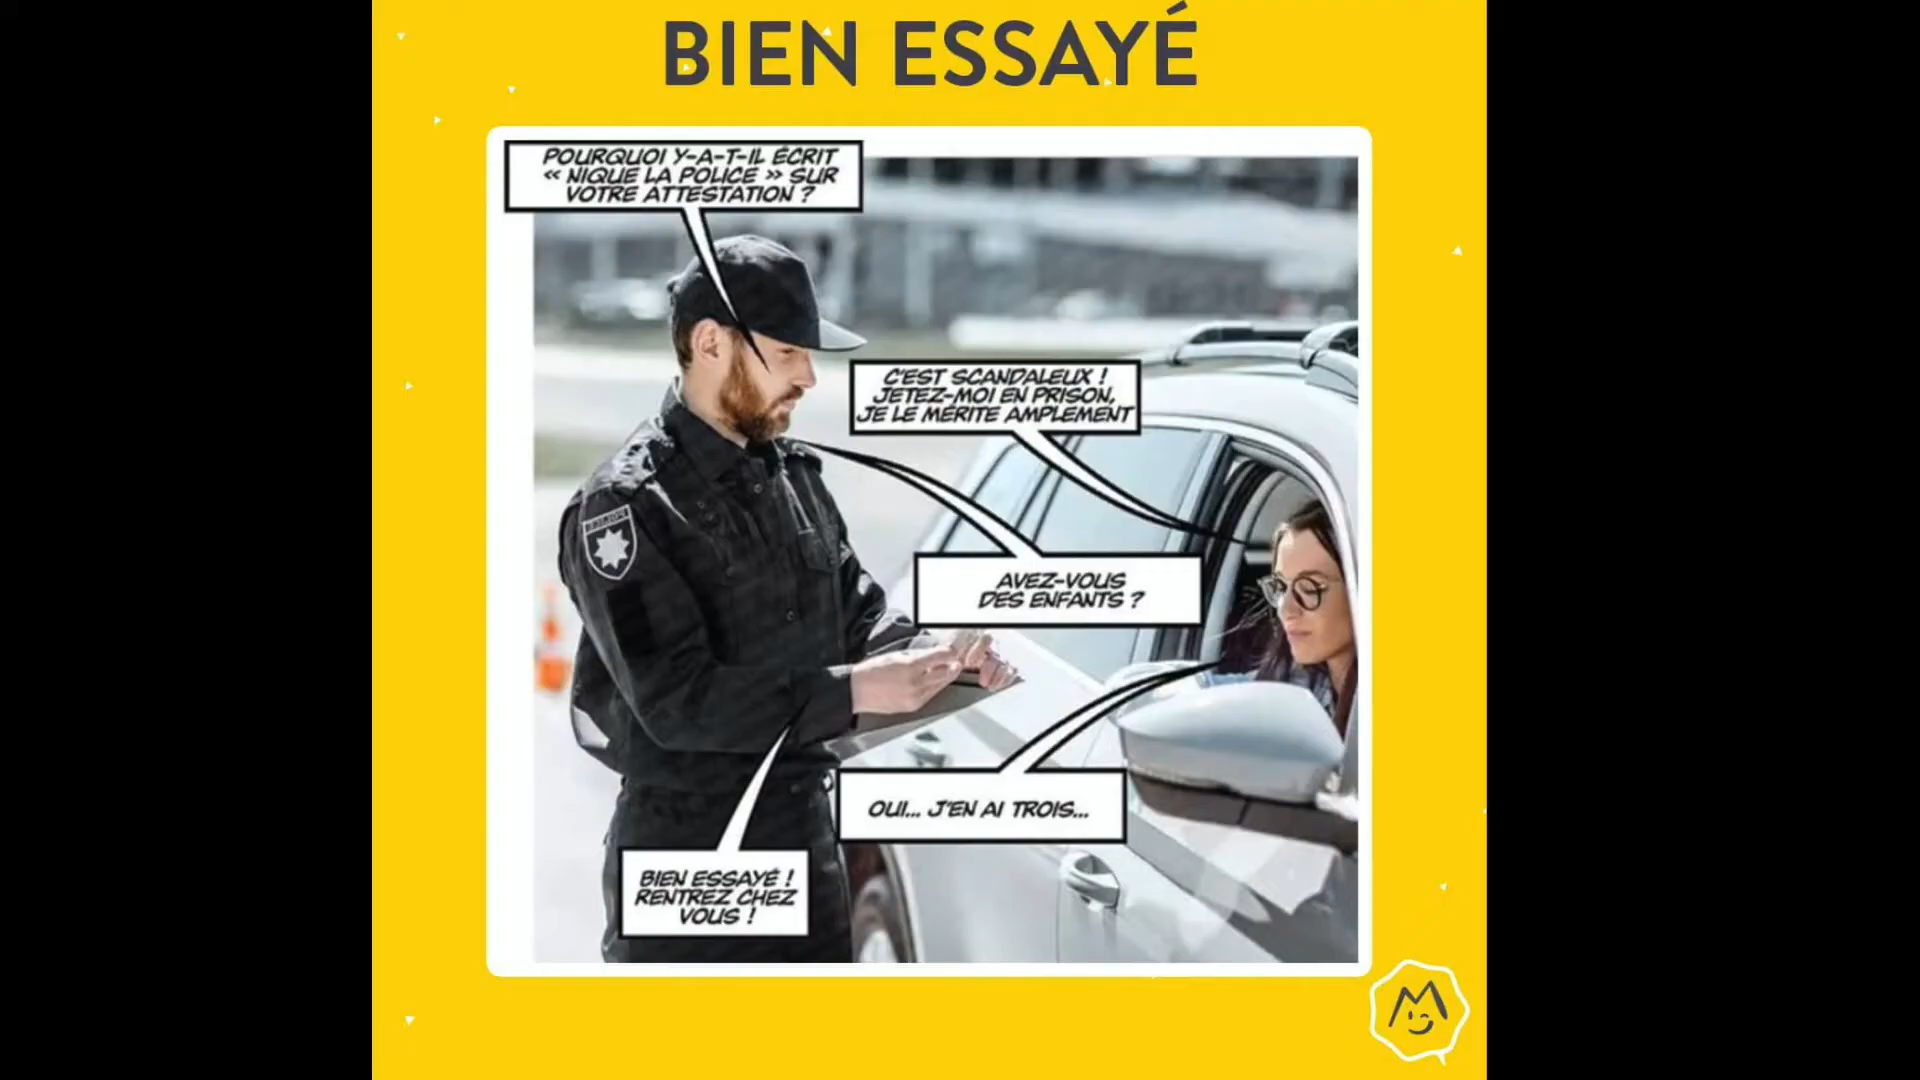 BIEN ESSAYÉ
POURQUOI Y-A-T-IL ÉCRIT
« NIQUE LA POLICE » SUR
VOTRE ATTESTATION ?
C'EST SCANDALEUX !
JETEZ-MOI EN PRISON,
JE LE MÉRITE AMPLEMENT
AVEZ-VOUS
DES ENFANTS ?
OUI... J'EN AI TROIS...
BIEN ESSAYÉ !
RENTREZ CHEZ
VOUS !